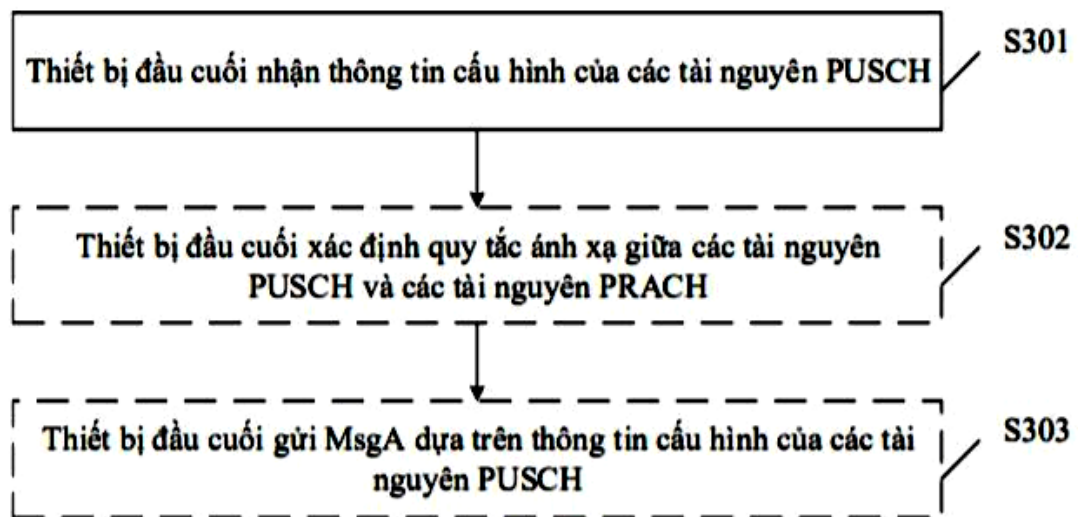 Thiết bị đầu cuối nhận thông tin cấu hình của các tài nguyên PUSCH
S301
Thiết bị đầu cuối xác định quy tắc ánh xạ giữa các tài nguyên
PUSCH và các tài nguyên PRACH
S302
Thiết bị đầu cuối gửi MsgA dựa trên thông tin cấu hình của các tài
nguyên PUSCH
S303